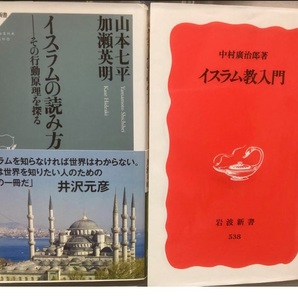 山本七平
Yamamoto Shichihei
加瀬英明
Kase Hideaki
イスラムの読み方
―その行動原理を探る
ラムを知らなければ世界はわからない。
は世界を知りたい人のための
の一冊だ」
井沢元彦
中村廣治郎著
イスラム教入門
岩波新書
538